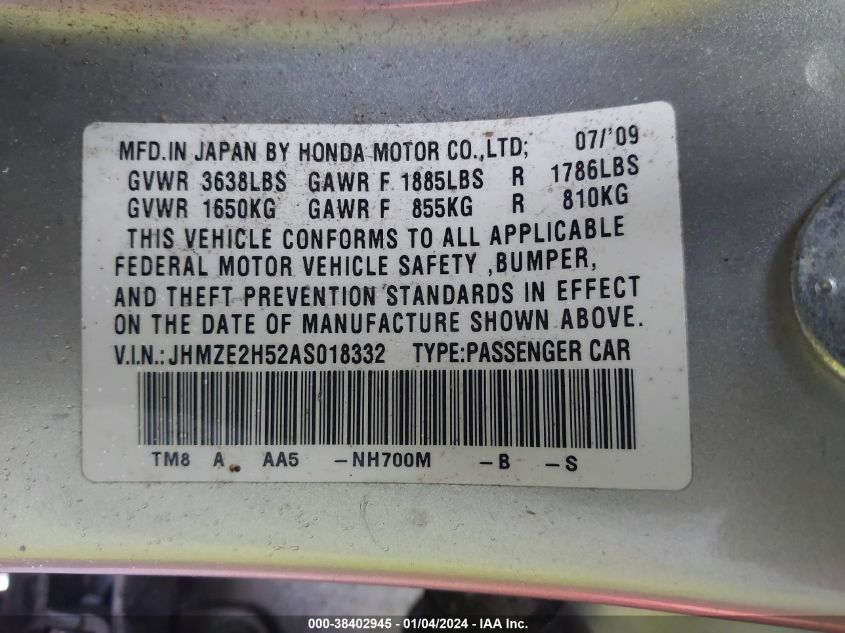 MFD.IN JAPAN BY HONDA MOTOR CO.,LTD; 07/'09
GVWR 3638LBS GAWR F 1885LBS R 1786LBS
GVWR 1650KG GAWR F 855KG R 810KG
THIS VEHICLE CONFORMS TO ALL APPLICABLE
FEDERAL MOTOR VEHICLE SAFETY ,BUMPER,
AND THEFT PREVENTION STANDARDS IN EFFECT
ON THE DATE OF MANUFACTURE SHOWN ABOVE.
V.I.N.: JHMZE2H52AS018332 TYPE:PASSENGER CAR
TM8 A AA5 -NH700M -B -S
000-38402945 - 01/04/2024 - IAA Inc.